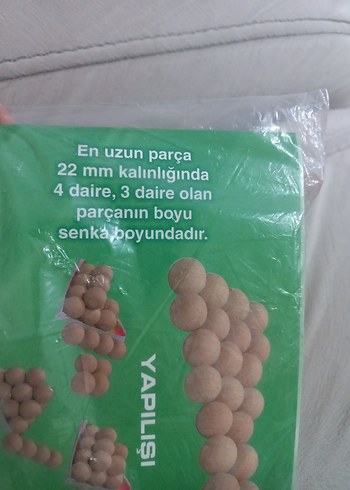 En uzun parça
22 mm kalınlığında
4 daire, 3 daire olan
parçanın boyu
senka boyundadır.
YAPILIŞI